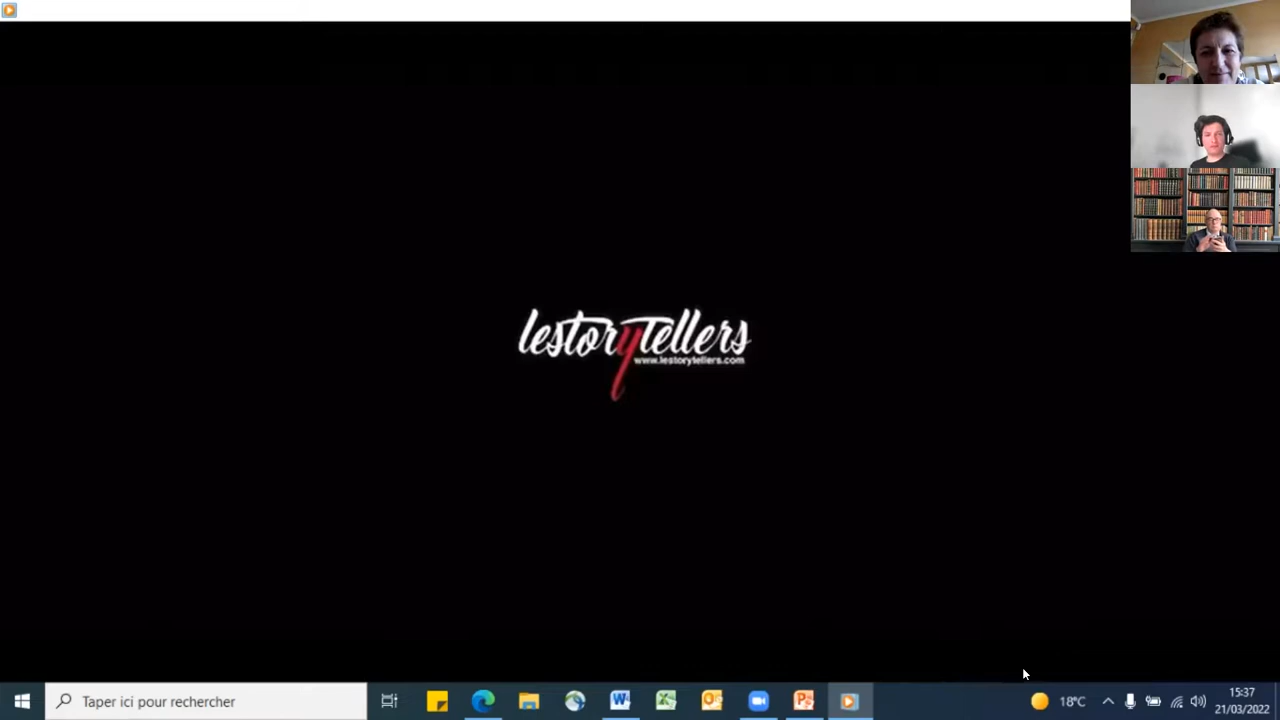 lestorytellers
www.lestorytellers.com
Taper ici pour rechercher
18°C
15:37
21/03/2022